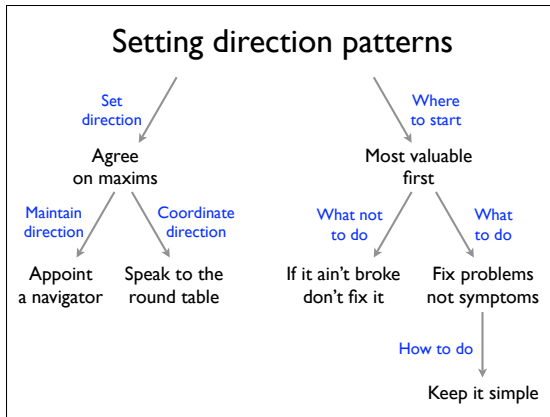 Setting direction patterns
Set
direction
Where
to start
Agree
on maxims
Most valuable
first
Maintain
direction
Coordinate
direction
What not
to do
What
to do
Appoint
a navigator
Speak to the
round table
If it ain't broke
don't fix it
Fix problems
not symptoms
How to do
Keep it simple